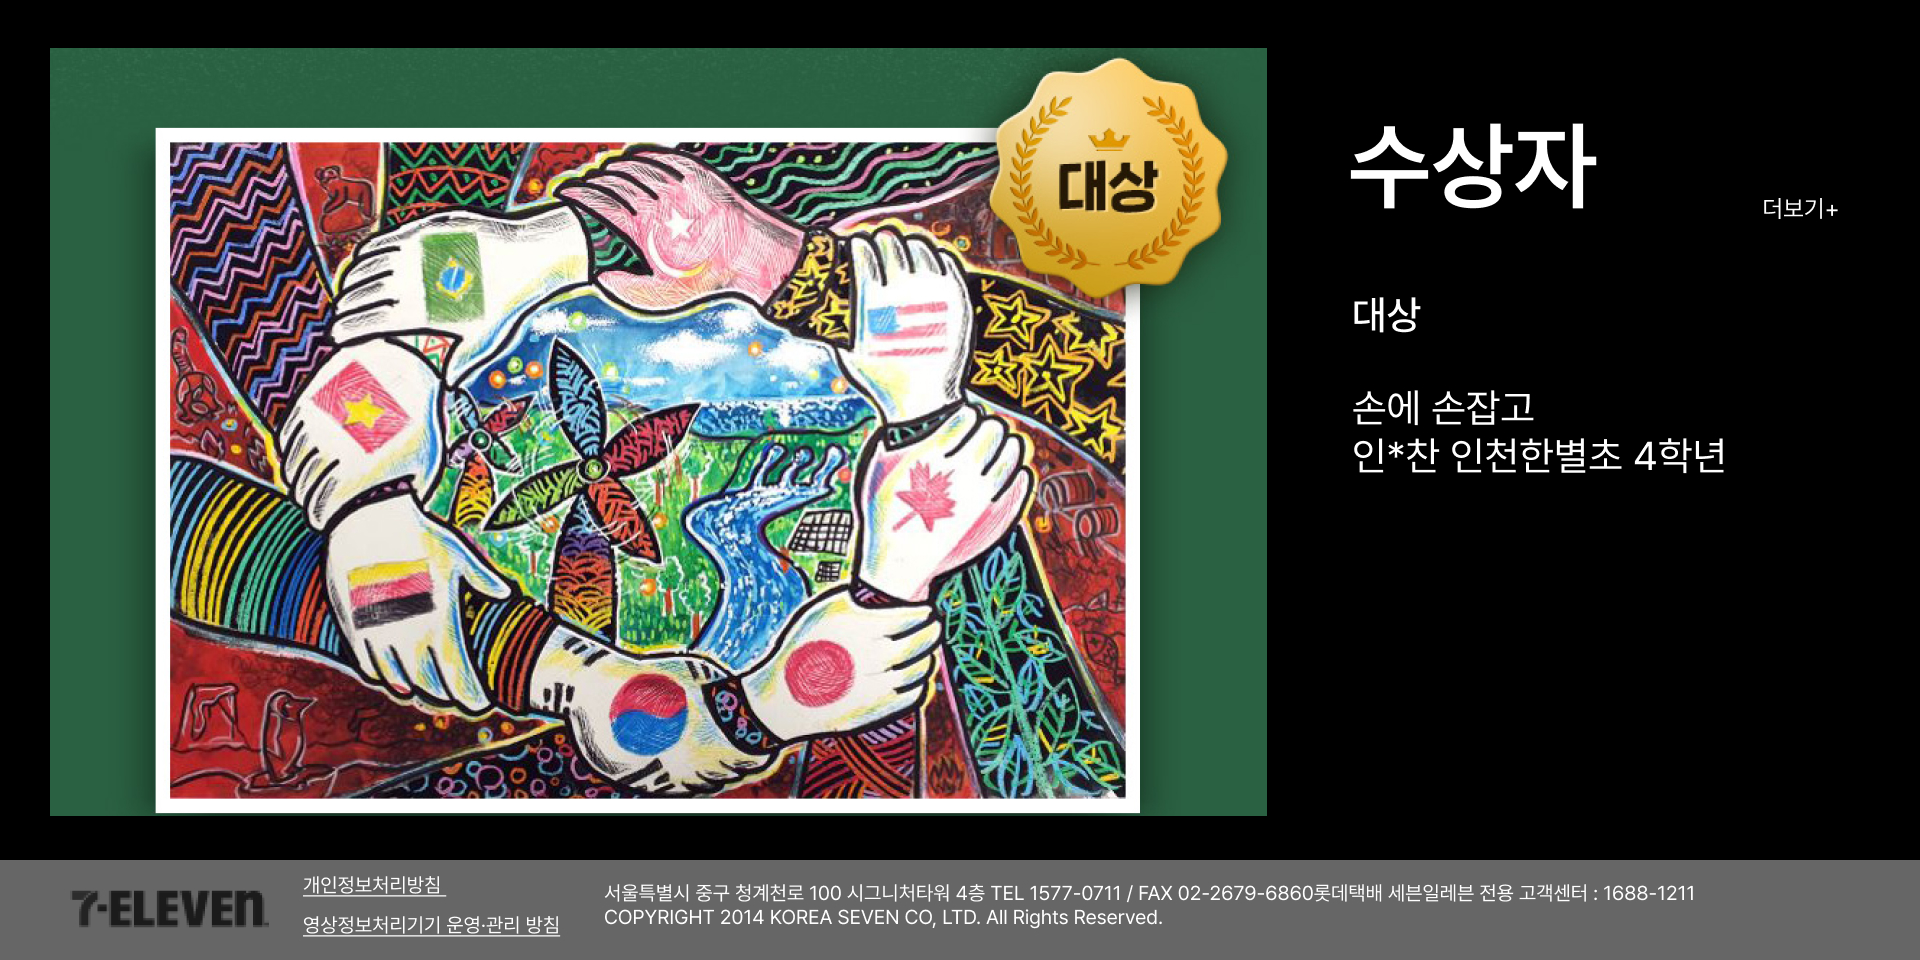 대상
수상자
더보기+
대상
손에 손잡고
인*찬 인천한별초 4학년
7-ELEVEN
개인정보처리방침
영상정보처리기기 운영·관리 방침
서울특별시 중구 청계천로 100 시그니처타워 4층 TEL 1577-0711 / FAX 02-2679-6860롯데택배 세븐일레븐 전용 고객센터 : 1688-1211
COPYRIGHT 2014 KOREA SEVEN CO, LTD. All Rights Reserved.